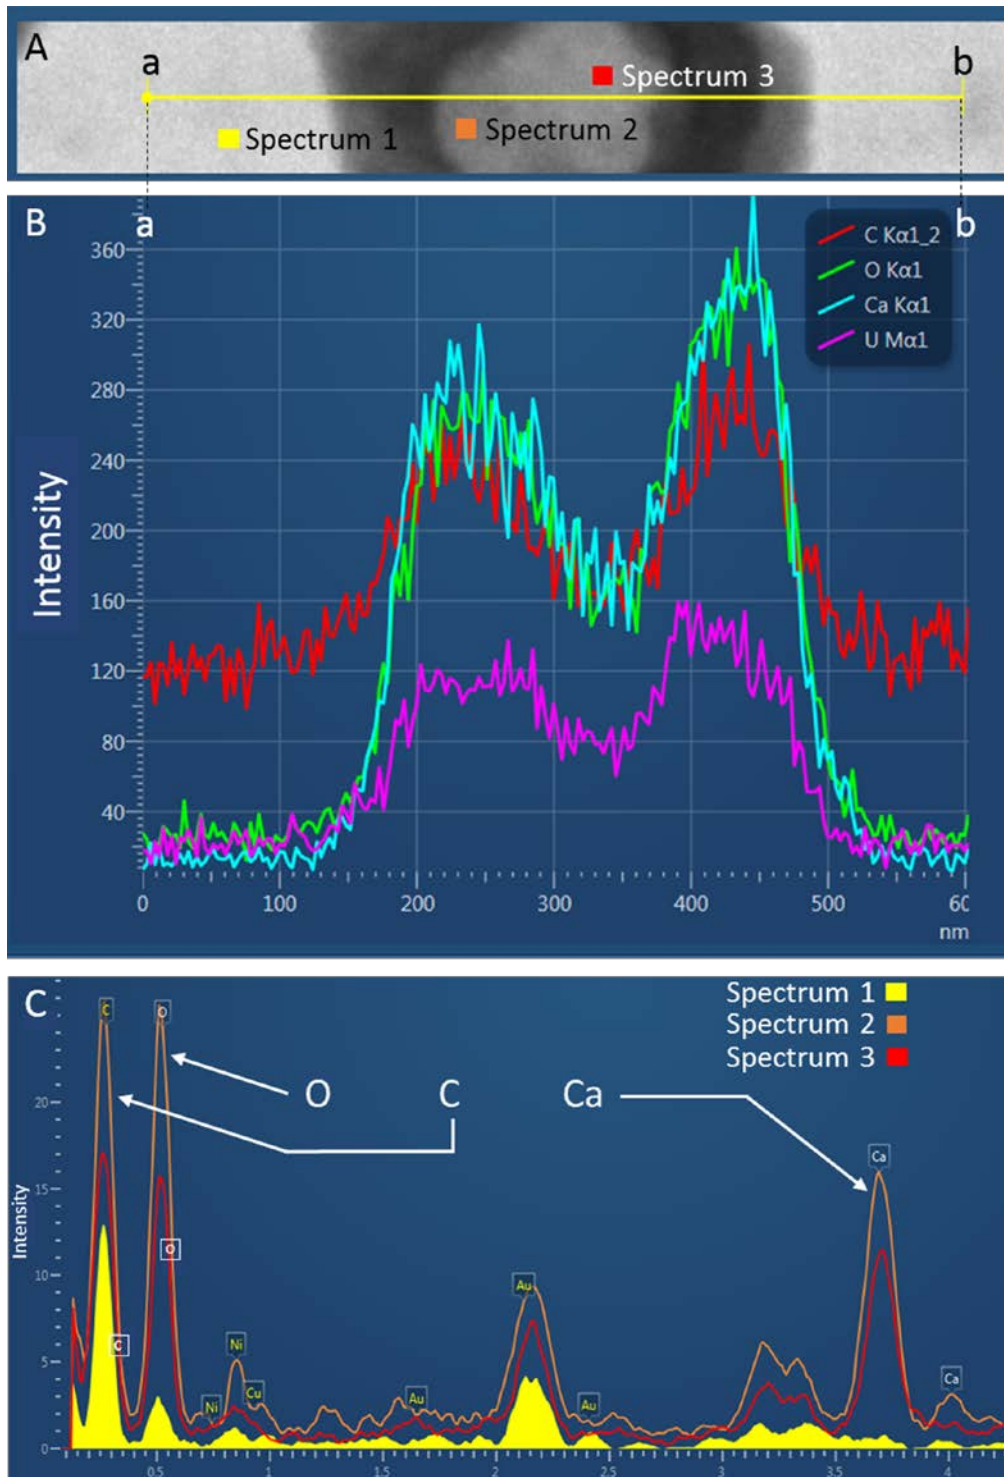 A
a
b
Spectrum 3
Spectrum 2
Spectrum 1
B
a
b
C Kα1_2
O Kα1
Ca Kα1
U Mα1
360
320
280
240
200
160
120
80
40
Intensity
0 100 200 300 400 500 60
nm
C
Spectrum 1
Spectrum 2
Spectrum 3
C O
O C Ca
Ca
20
15
10
5
0
Intensity
O
C
Au
Ni
Ni
Cu
Au
Au
Ca
0.5 1 1.5 2 2.5 3 3.5 4